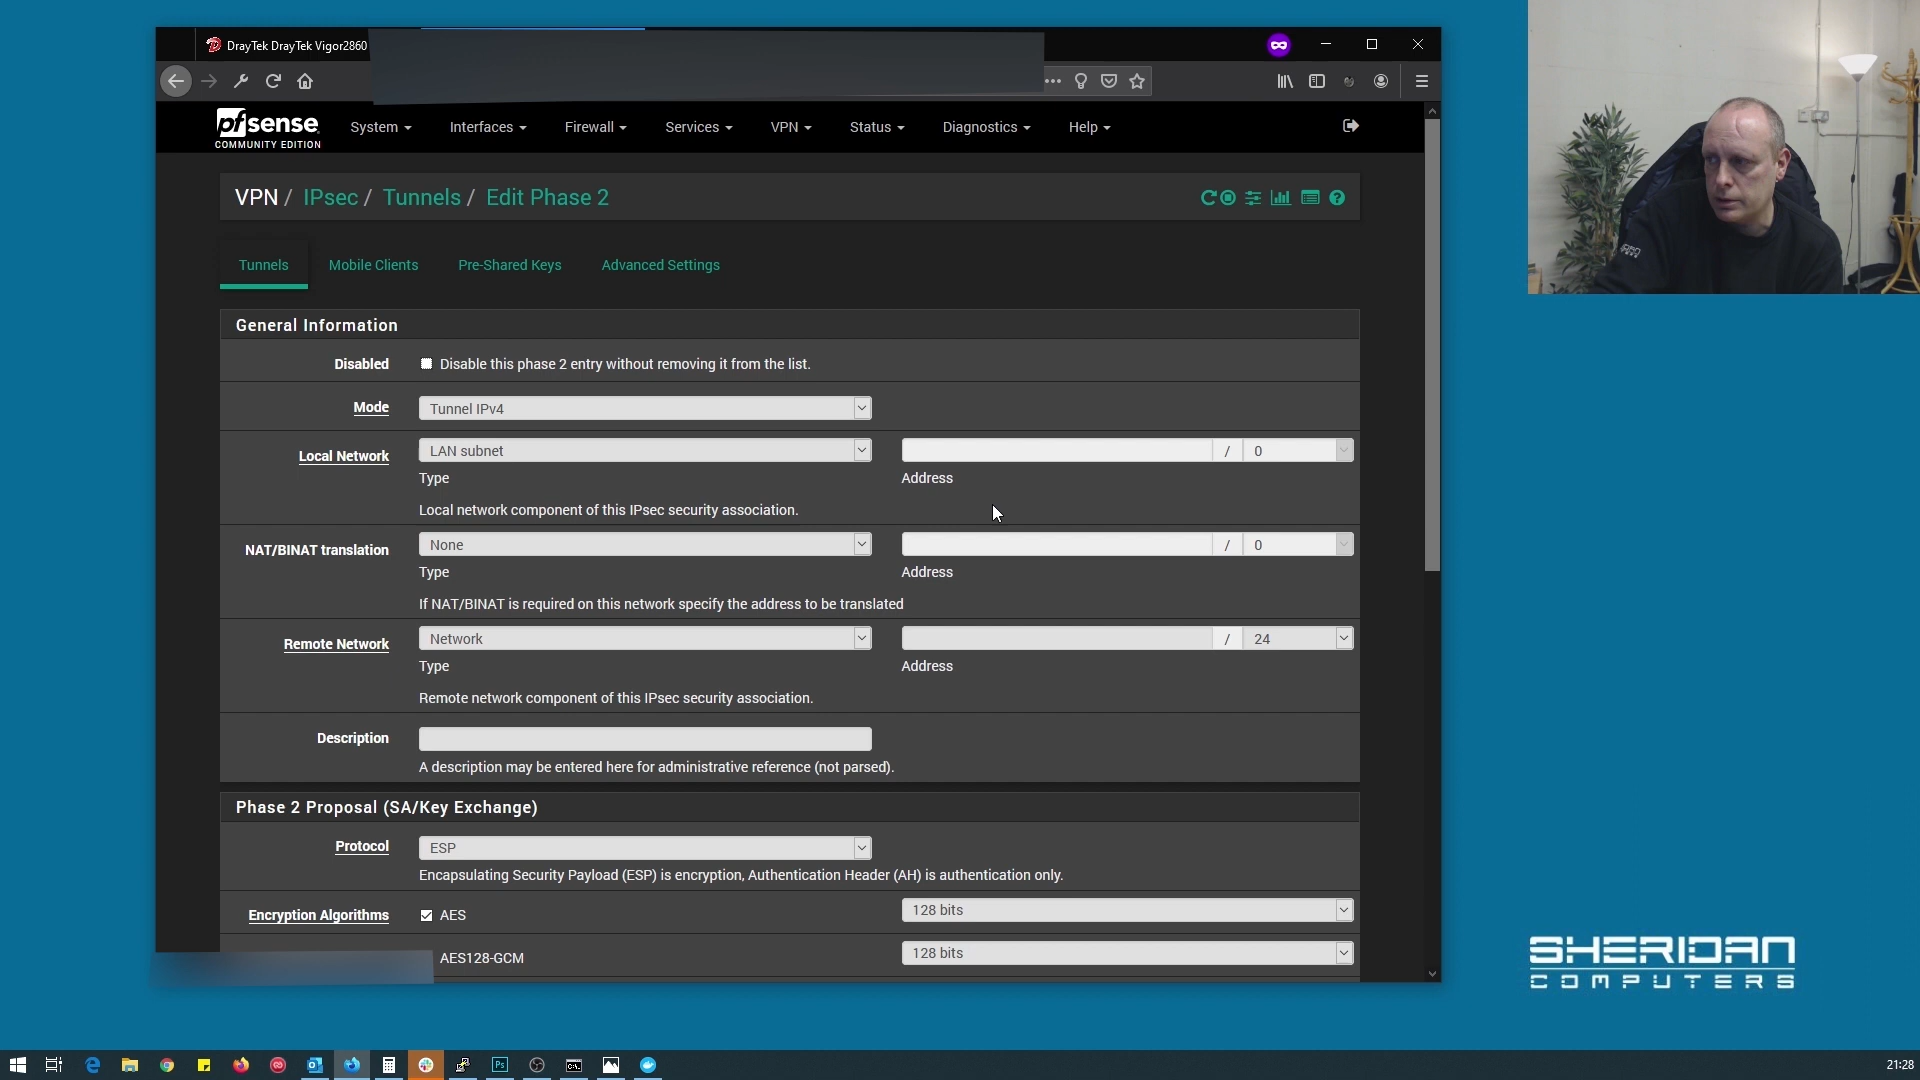 DrayTek DrayTek Vigor2860
pfsense
COMMUNITY EDITION
System
Interfaces
Firewall
Services
VPN
Status
Diagnostics
Help
VPN / IPsec / Tunnels / Edit Phase 2
Tunnels
Mobile Clients
Pre-Shared Keys
Advanced Settings
General Information
Disabled
Disable this phase 2 entry without removing it from the list.
Mode
Tunnel IPv4
Local Network
LAN subnet
/ 0
Type
Address
Local network component of this IPsec security association.
NAT/BINAT translation
None
/ 0
Type
Address
If NAT/BINAT is required on this network specify the address to be translated
Remote Network
Network
/ 24
Type
Address
Remote network component of this IPsec security association.
Description
A description may be entered here for administrative reference (not parsed).
Phase 2 Proposal (SA/Key Exchange)
Protocol
ESP
Encapsulating Security Payload (ESP) is encryption, Authentication Header (AH) is authentication only.
Encryption Algorithms
AES
128 bits
AES128-GCM
128 bits
SHERIDAN
COMPUTERS
Ps
21:28